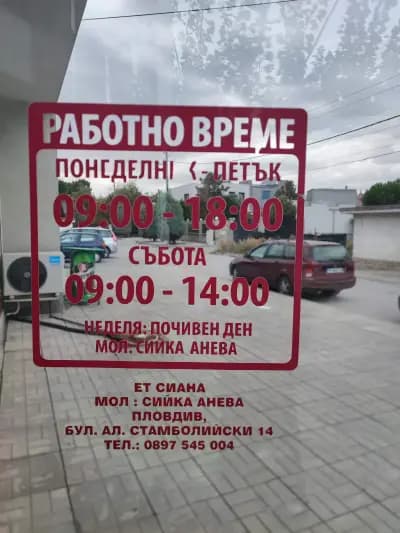 РАБОТНО ВРЕМЕ
ПОНЕДЕЛНІ К - ПЕТЪК
09:00 - 18:00
СЪБОТА
09:00 - 14:00
НЕДЕЛЯ: ПОЧИВЕН ДЕН
МОЛ: СИЙКА АНЕВА
ЕТ СИАНА
МОЛ : СИЙКА АНЕВА
ПЛОВДИВ,
БУЛ. АЛ. СТАМБОЛИЙСКИ 14
ТЕЛ.: 0897 545 004